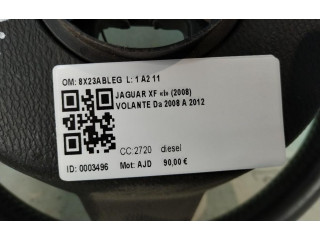 OM: 8X23ABLEG L: 1 A2 11
JAGUAR XF «I» (2008)
VOLANTE Da 2008 A 2012
CC:2720 diesel
ID: 0003496 Mot: AJD 90,00 €